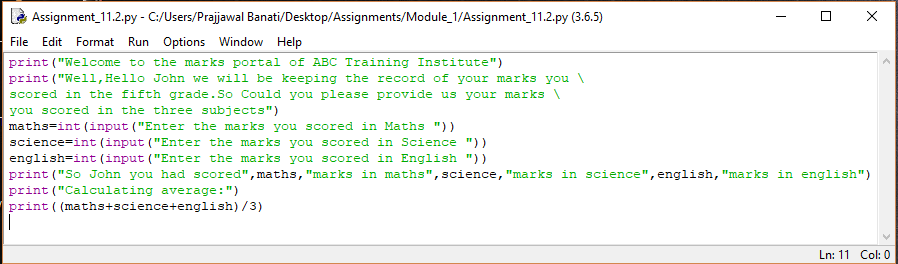 Assignment_11.2.py - C:/Users/Prajjawal Banati/Desktop/Assignments/Module_1/Assignment_11.2.py (3.6.5)
File Edit Format Run Options Window Help
print("Welcome to the marks portal of ABC Training Institute")
print("Well,Hello John we will be keeping the record of your marks you \
scored in the fifth grade.So Could you please provide us your marks \
you scored in the three subjects")
maths=int(input("Enter the marks you scored in Maths "))
science=int(input("Enter the marks you scored in Science "))
english=int(input("Enter the marks you scored in English "))
print("So John you had scored",maths,"marks in maths",science,"marks in science",english,"marks in english")
print("Calculating average:")
print((maths+science+english)/3)
Ln: 11 Col: 0